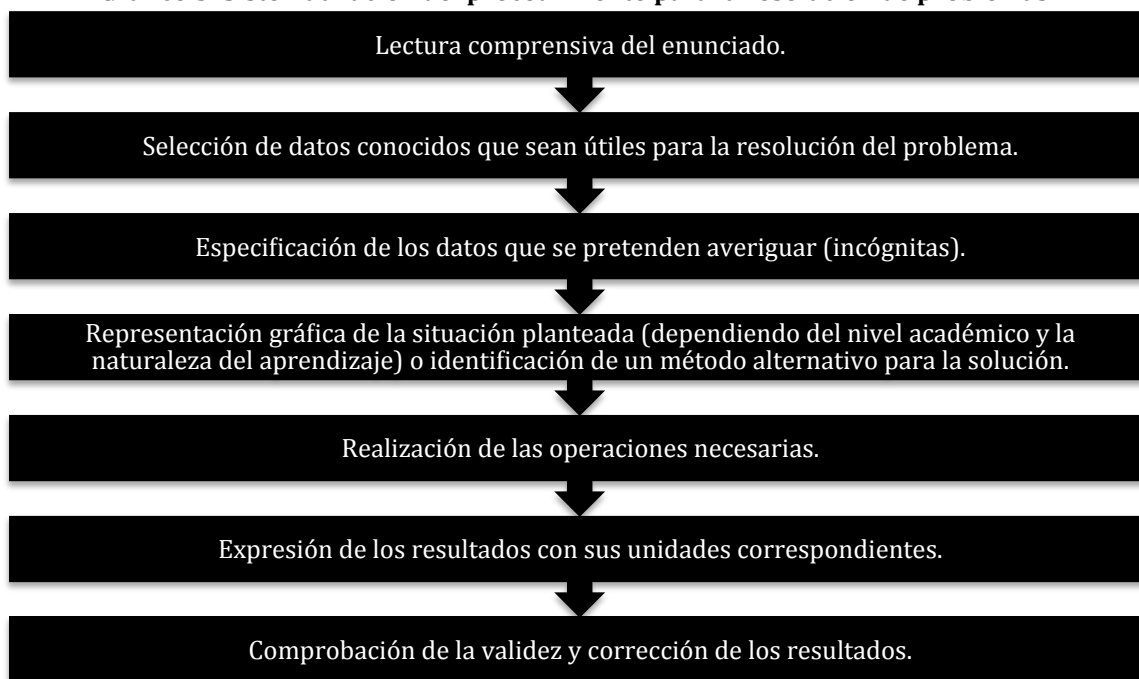 Lectura comprensiva del enunciado.
Selección de datos conocidos que sean útiles para la resolución del problema.
Especificación de los datos que se pretenden averiguar (incógnitas).
Representación gráfica de la situación planteada (dependiendo del nivel académico y la
naturaleza del aprendizaje) o identificación de un método alternativo para la solución.
Realización de las operaciones necesarias.
Expresión de los resultados con sus unidades correspondientes.
Comprobación de la validez y corrección de los resultados.